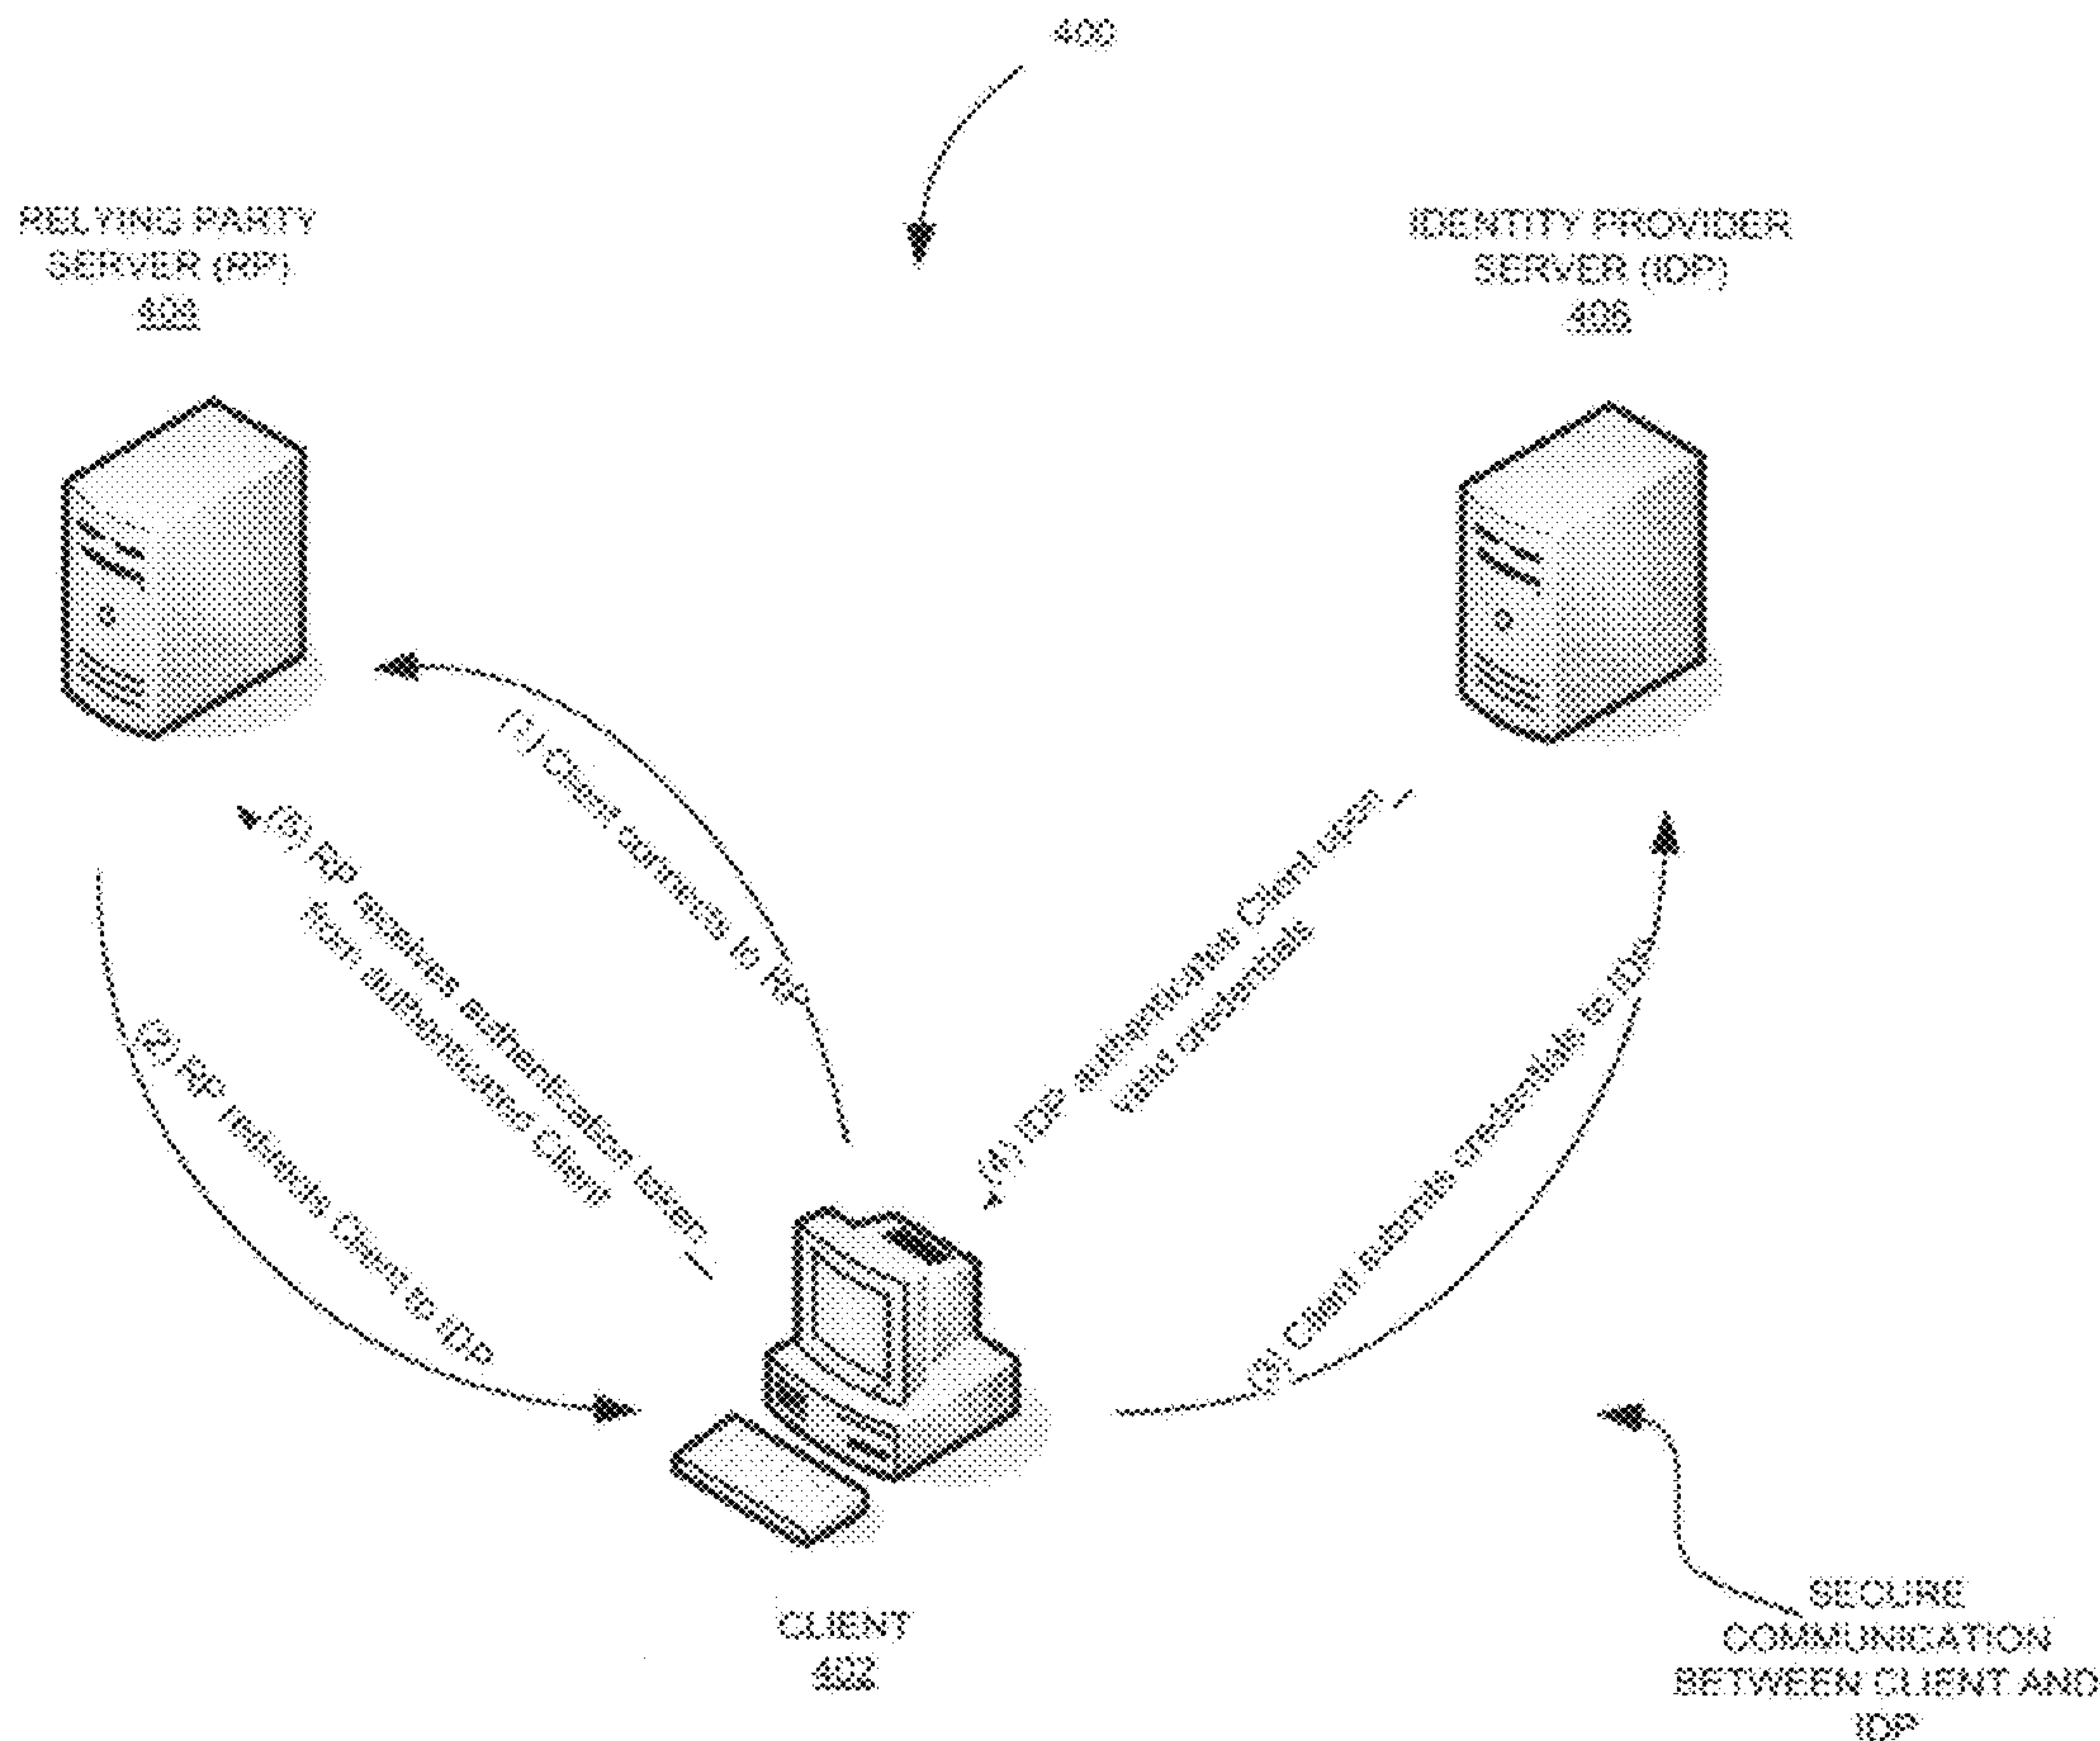 400
RELYING PARTY
SERVER (RP)
404
IDENTITY PROVIDER
SERVER (IDP)
406
(1) Client connects to RP
(5) RP receives authentication token
from authenticated Client
(2) RP redirects Client to IDP
(4) IDP authenticates Client upon
valid credentials
(3) Client submits credentials to IDP
CLIENT
402
SECURE
COMMUNICATION
BETWEEN CLIENT AND
IDP